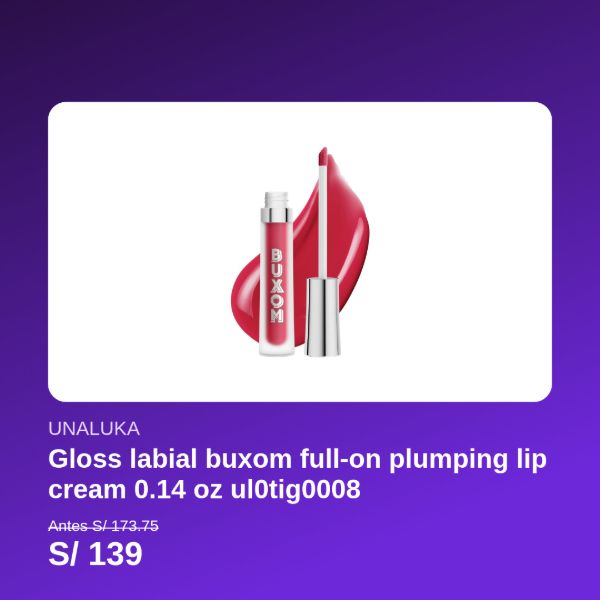 BUXOM
UNALUKA
Gloss labial buxom full-on plumping lip
cream 0.14 oz ul0tig0008
Antes S/ 173.75
S/ 139